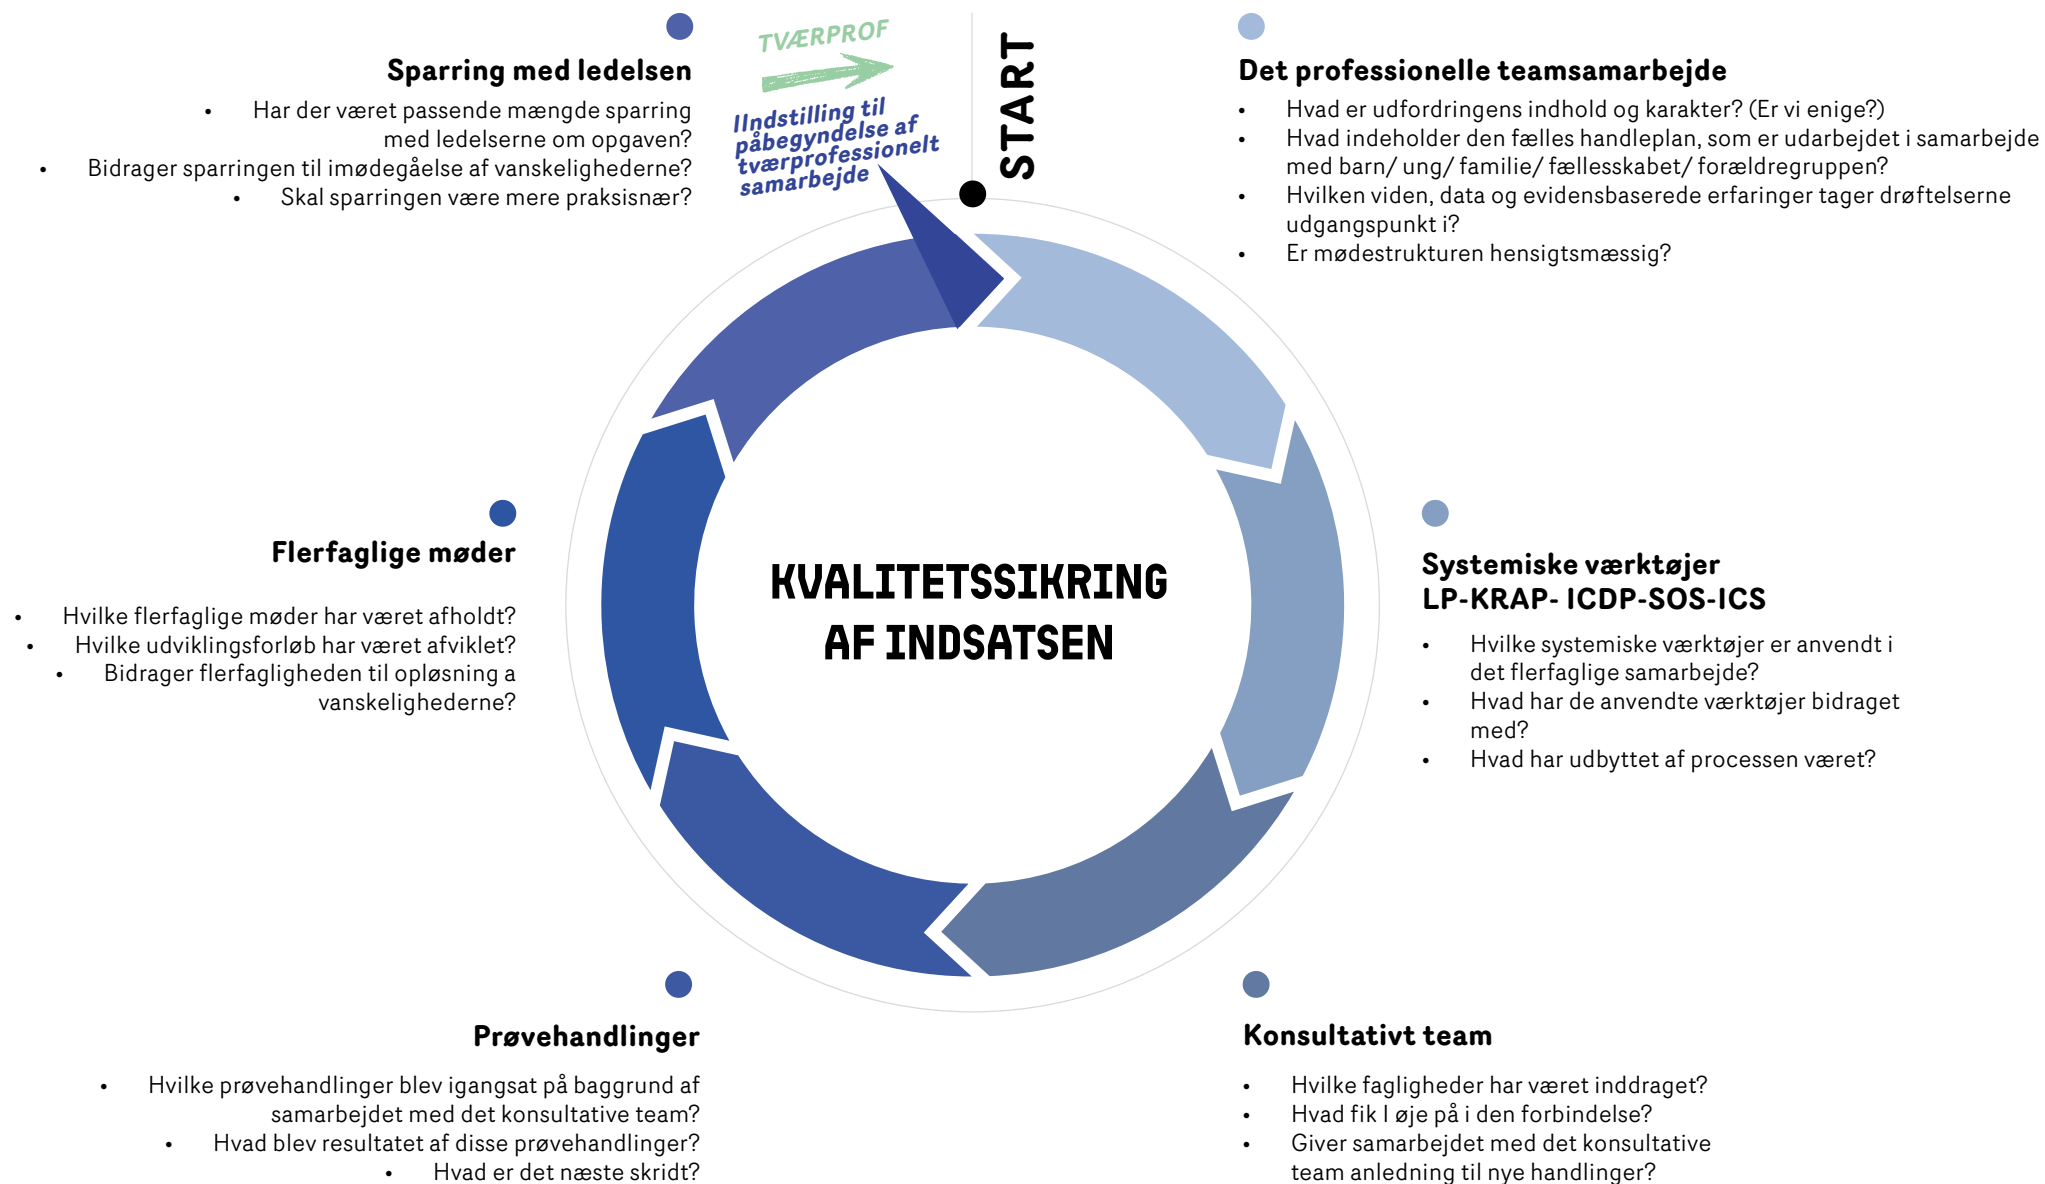 TVÆRPROF
IIndstilling til
påbegyndelse af
tværprofessionelt
samarbejde
START
Det professionelle teamsamarbejde
• Hvad er udfordringens indhold og karakter? (Er vi enige?)
• Hvad indeholder den fælles handleplan, som er udarbejdet i samarbejde
med barn/ ung/ familie/ fællesskabet/ forældregruppen?
• Hvilken viden, data og evidensbaserede erfaringer tager drøftelserne
udgangspunkt i?
• Er mødestrukturen hensigtsmæssig?
Systemiske værktøjer
LP-KRAP- ICDP-SOS-ICS
• Hvilke systemiske værktøjer er anvendt i
det flerfaglige samarbejde?
• Hvad har de anvendte værktøjer bidraget
med?
• Hvad har udbyttet af processen været?
Konsultativt team
• Hvilke fagligheder har været inddraget?
• Hvad fik I øje på i den forbindelse?
• Giver samarbejdet med det konsultative
team anledning til nye handlinger?
Prøvehandlinger
• Hvilke prøvehandlinger blev igangsat på baggrund af
samarbejdet med det konsultative team?
• Hvad blev resultatet af disse prøvehandlinger?
• Hvad er det næste skridt?
Flerfaglige møder
• Hvilke flerfaglige møder har været afholdt?
• Hvilke udviklingsforløb har været afviklet?
• Bidrager flerfagligheden til opløsning a
vanskelighederne?
Sparring med ledelsen
• Har der været passende mængde sparring
med ledelserne om opgaven?
• Bidrager sparringen til imødegåelse af vanskelighederne?
• Skal sparringen være mere praksisnær?
KVALITETSSIKRING
AF INDSATSEN